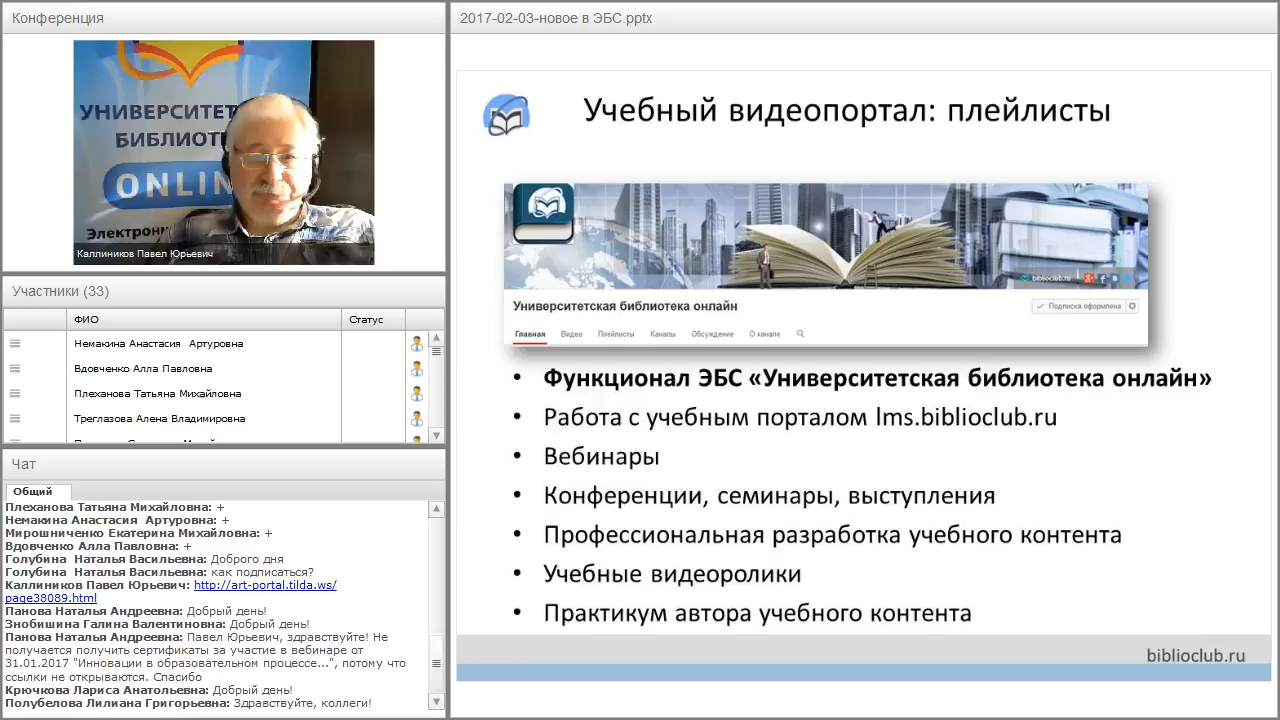 Конференция
УНИВЕРСИТЕТ
БИБЛИОТ
ONLIN
Электронн
Каллиников Павел Юрьевич
Участники (33)
ФИО Статус
Немакина Анастасия Артуровна
Вдовченко Алла Павловна
Плеханова Татьяна Михайловна
Треглазова Алена Владимировна
Чат
Общий
Плеханова Татьяна Михайловна: +
Немакина Анастасия Артуровна: +
Мирошниченко Екатерина Михайловна: +
Вдовченко Алла Павловна: +
Голубина Наталья Васильевна: Доброго дня
Голубина Наталья Васильевна: как подписаться?
Каллиников Павел Юрьевич: http://art-portal.tilda.ws/
page38089.html
Панова Наталья Андреевна: Добрый день!
Знобишина Галина Валентиновна: Добрый день!
Панова Наталья Андреевна: Павел Юрьевич, здравствуйте! Не
получается получить сертификаты за участие в вебинаре от
31.01.2017 "Инновации в образовательном процессе...", потому что
ссылки не открываются. Спасибо
Крючкова Лариса Анатольевна: Добрый день!
Полубелова Лилиана Григорьевна: Здравствуйте, коллеги!
2017-02-03-новое в ЭБС.pptx
Учебный видеопортал: плейлисты
biblioclub.ru
Университетская библиотека онлайн
Подписка оформлена
Главная Видео Плейлисты Каналы Обсуждение О канале
• Функционал ЭБС «Университетская библиотека онлайн»
• Работа с учебным порталом lms.biblioclub.ru
• Вебинары
• Конференции, семинары, выступления
• Профессиональная разработка учебного контента
• Учебные видеоролики
• Практикум автора учебного контента
biblioclub.ru